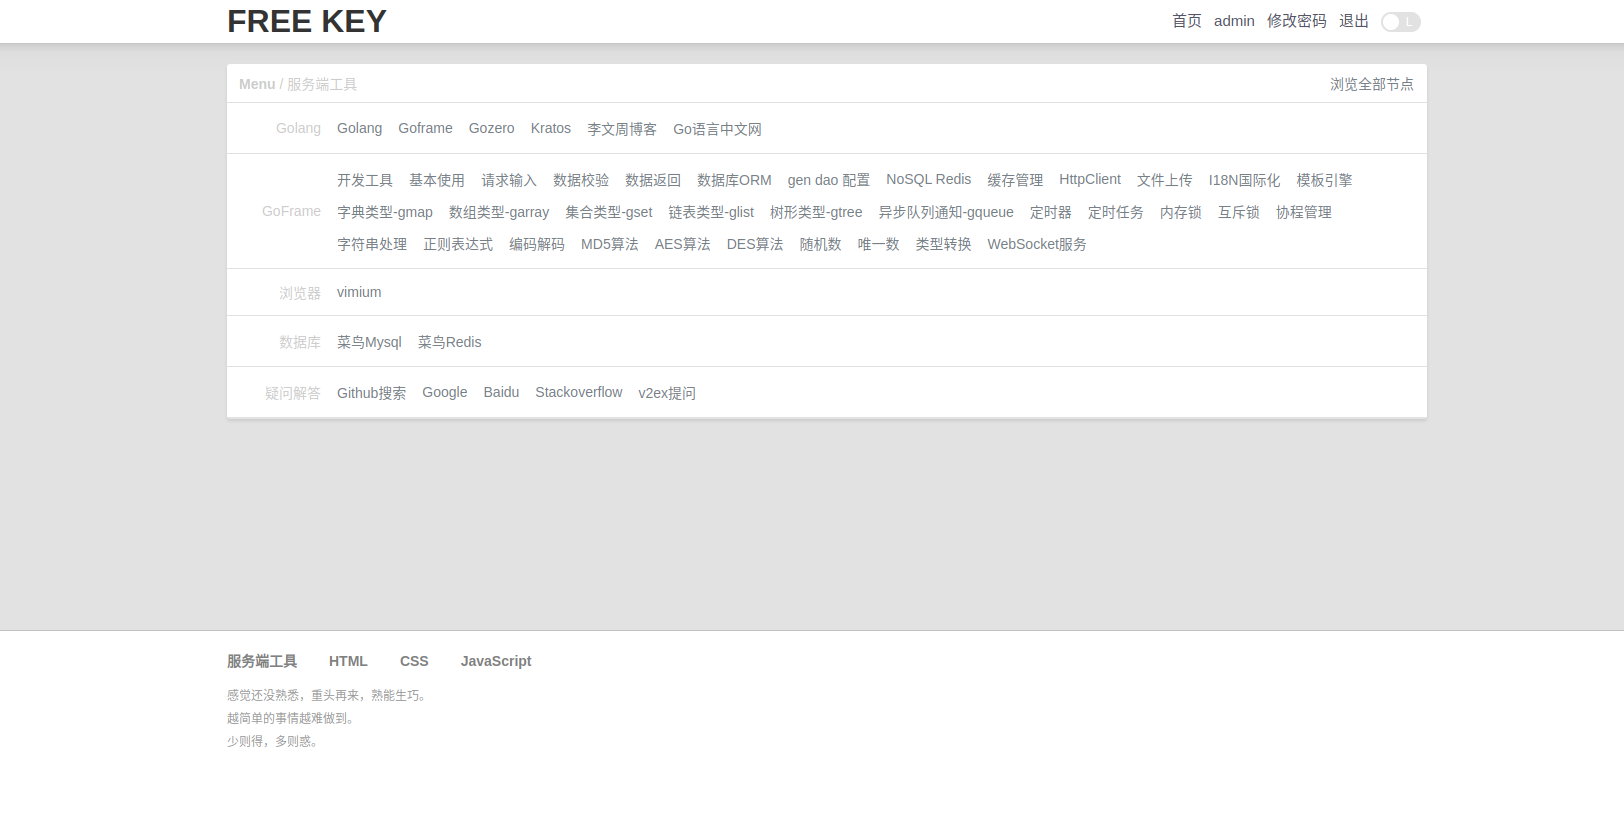 FREE KEY 首页 admin 修改密码 退出 L
Menu / 服务端工具 浏览全部节点
Golang Golang Goframe Gozero Kratos 李文周博客 Go语言中文网
开发工具 基本使用 请求输入 数据校验 数据返回 数据库ORM gen dao 配置 NoSQL Redis 缓存管理 HttpClient 文件上传 I18N国际化 模板引擎
GoFrame 字典类型-gmap 数组类型-garray 集合类型-gset 链表类型-glist 树形类型-gtree 异步队列通知-gqueue 定时器 定时任务 内存锁 互斥锁 协程管理
字符串处理 正则表达式 编码解码 MD5算法 AES算法 DES算法 随机数 唯一数 类型转换 WebSocket服务
浏览器 vimium
数据库 菜鸟Mysql 菜鸟Redis
疑问解答 Github搜索 Google Baidu Stackoverflow v2ex提问
服务端工具 HTML CSS JavaScript
感觉还没熟悉，重头再来，熟能生巧。
越简单的事情越难做到。
少则得，多则惑。